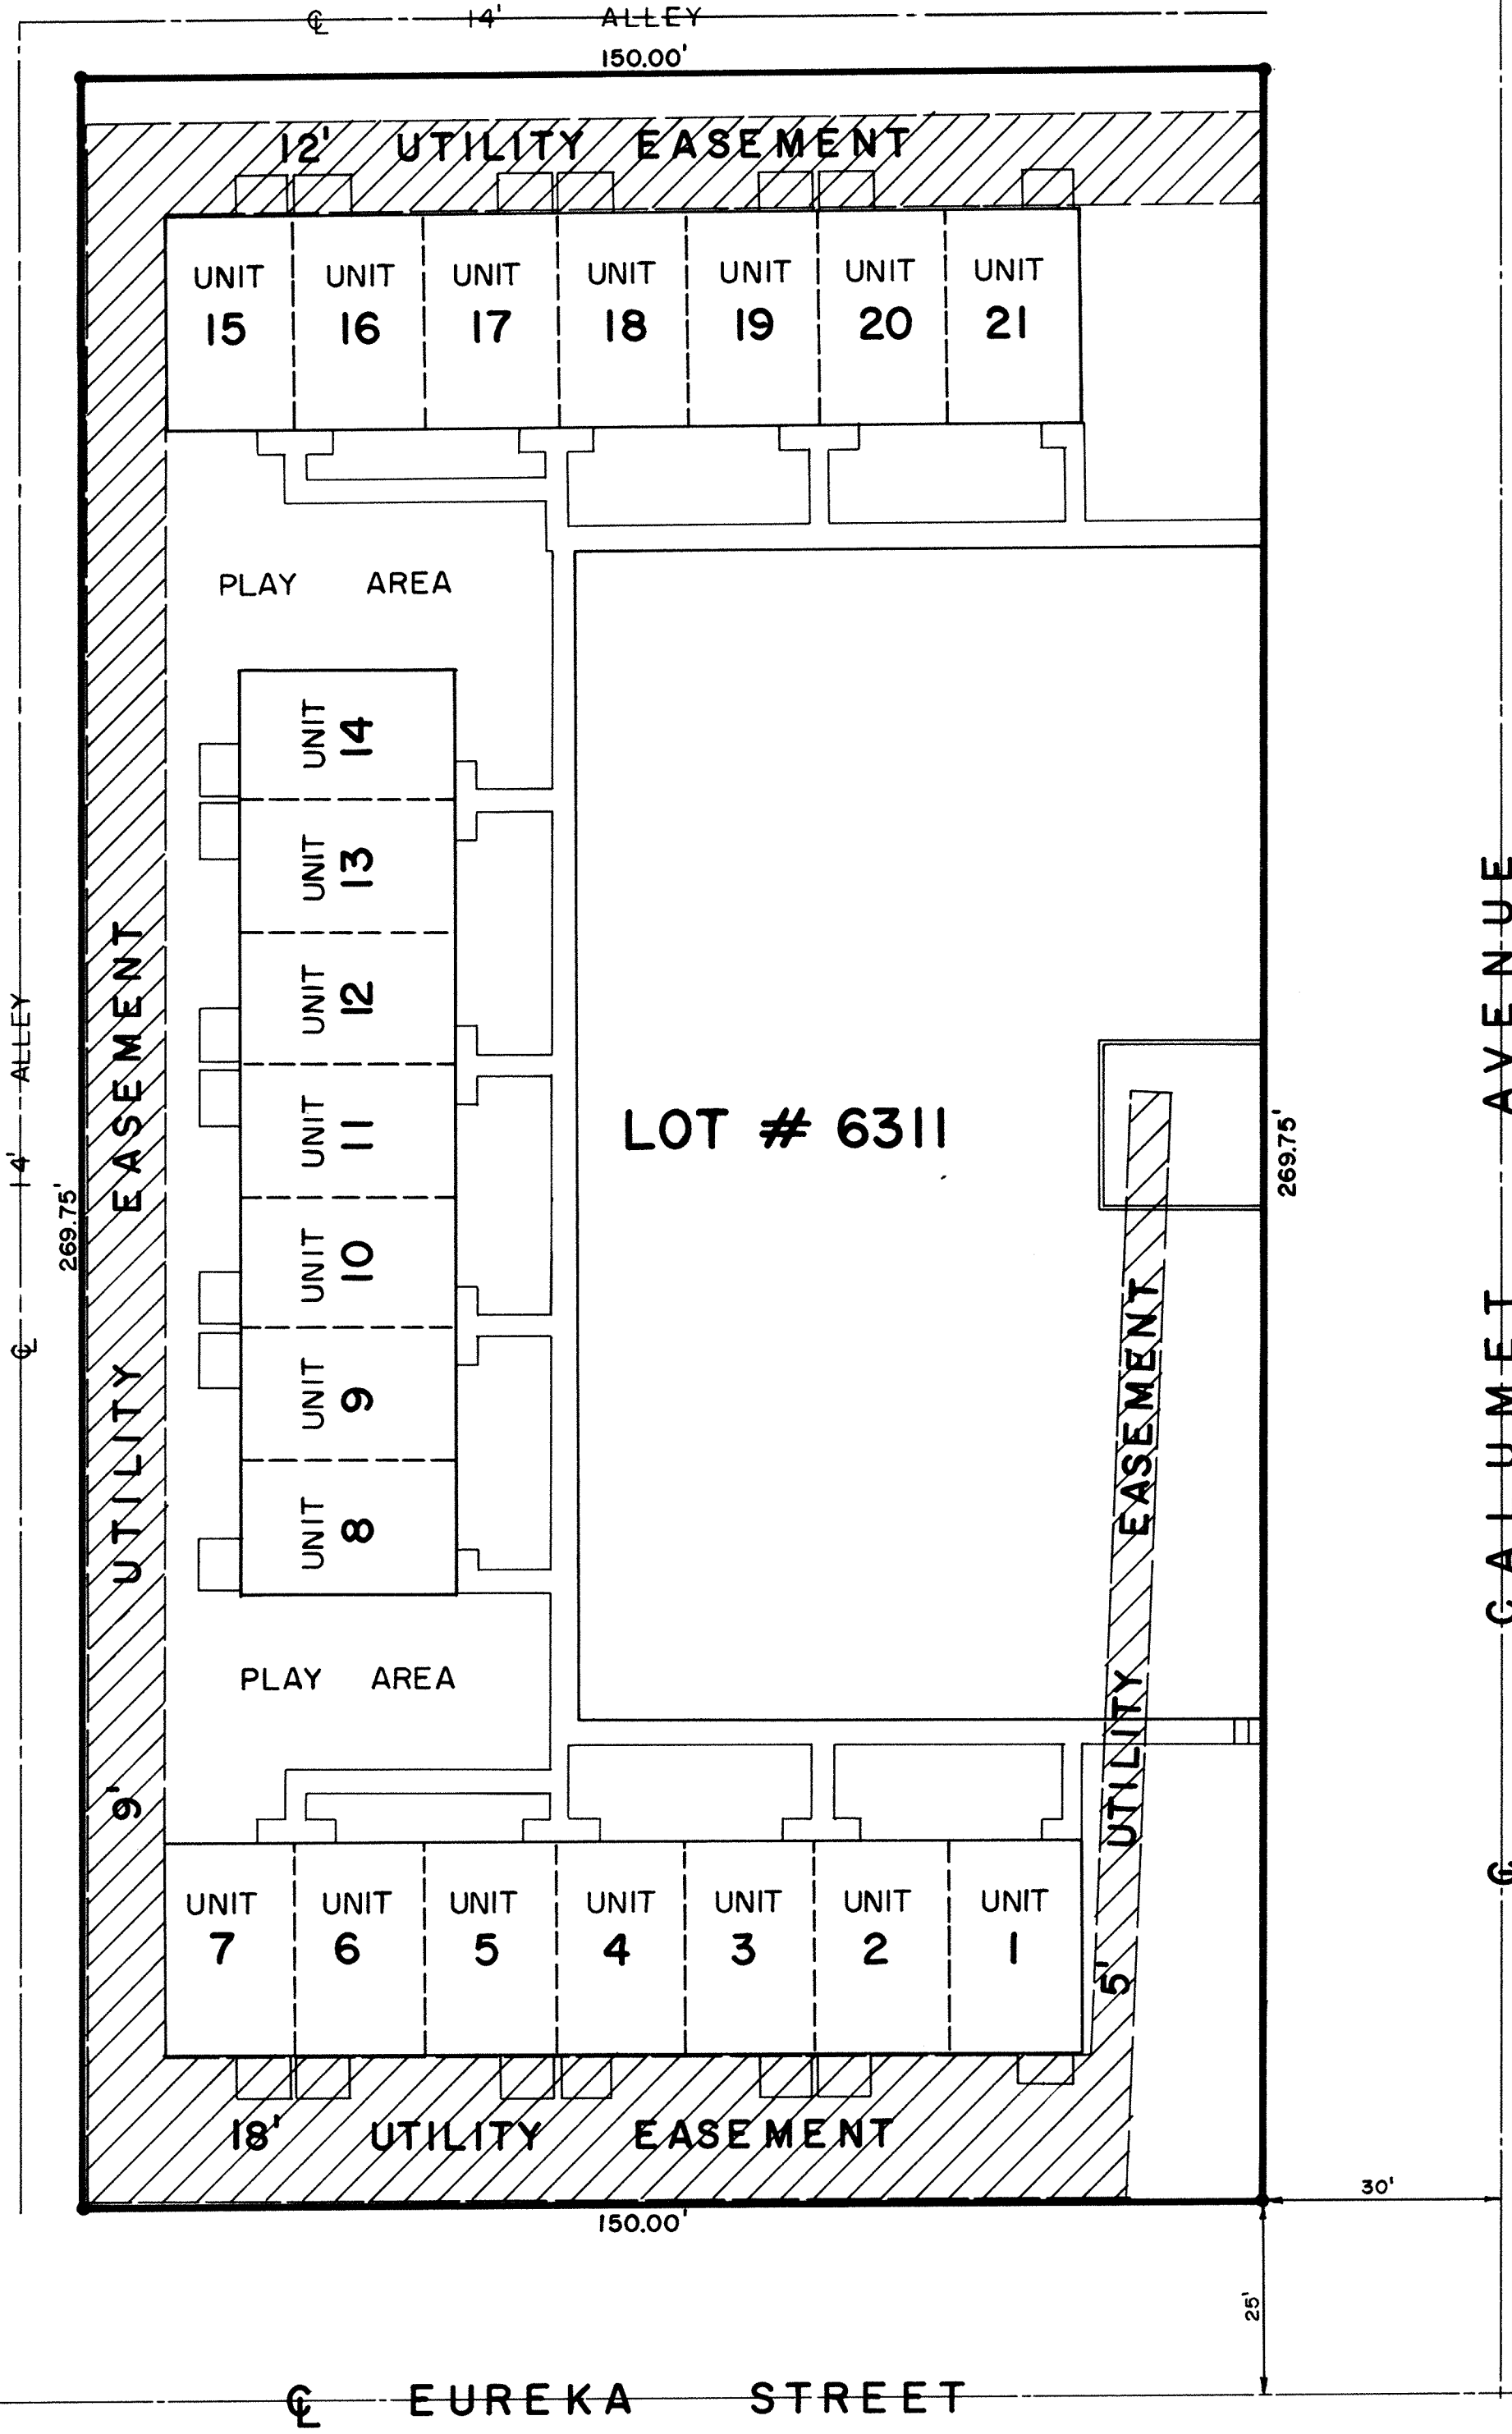 ℄ 14' ALLEY
150.00'
12' UTILITY EASEMENT
UNIT 15
UNIT 16
UNIT 17
UNIT 18
UNIT 19
UNIT 20
UNIT 21
PLAY AREA
UNIT 14
UNIT 13
UNIT 12
UNIT 11
UNIT 10
UNIT 9
UNIT 8
℄ 14' ALLEY
269.75'
9' UTILITY EASEMENT
LOT # 6311
269.75'
5' UTILITY EASEMENT
℄ CALUMET AVENUE
PLAY AREA
UNIT 7
UNIT 6
UNIT 5
UNIT 4
UNIT 3
UNIT 2
UNIT 1
18' UTILITY EASEMENT
150.00'
30'
25'
℄ EUREKA STREET